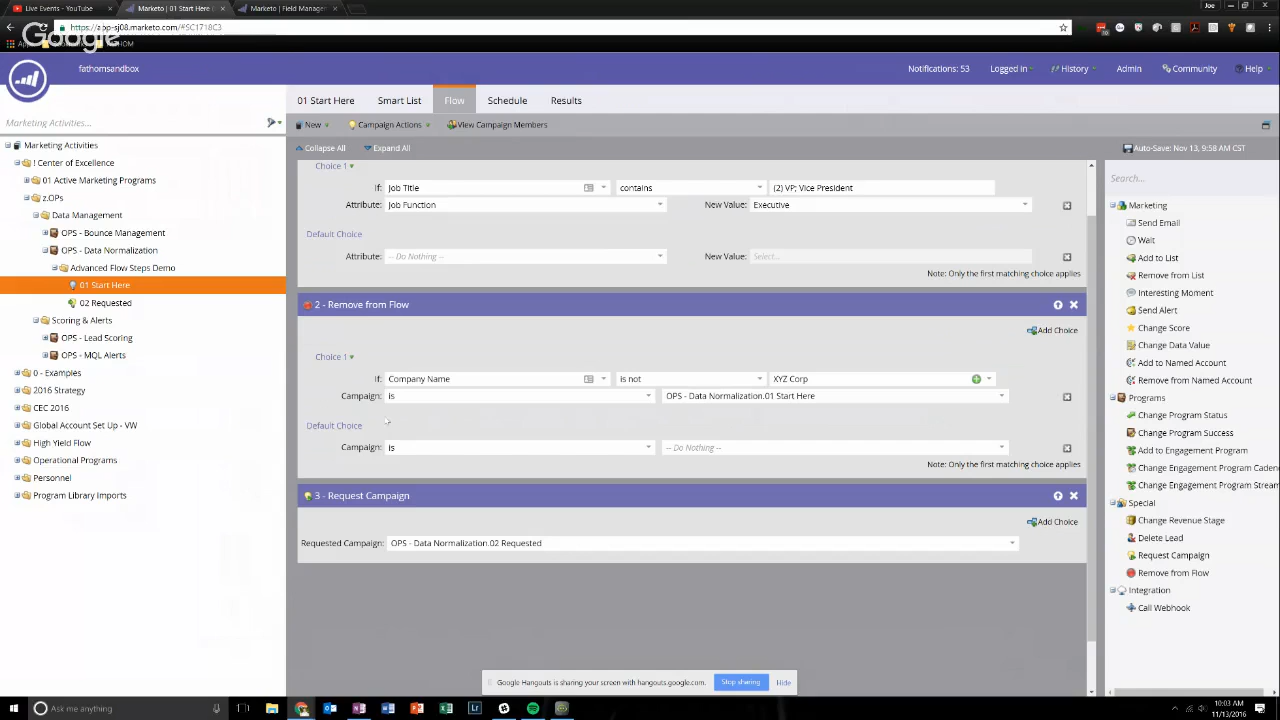 Live Events - YouTube
Marketo | 01 Start Here (
Marketo | Field Manage
Joe
https://app-sj08.marketo.com/#SC1718C3
Google
fathomsandbox
Notifications: 53
Logged in
History
Admin
Community
Help
Marketing Activities...
01 Start Here
Smart List
Flow
Schedule
Results
New
Campaign Actions
View Campaign Members
Collapse All
Expand All
Auto-Save: Nov 13, 9:58 AM CST
Marketing Activities
! Center of Excellence
01 Active Marketing Programs
z.OPs
Data Management
OPS - Bounce Management
OPS - Data Normalization
Advanced Flow Steps Demo
01 Start Here
02 Requested
Scoring & Alerts
OPS - Lead Scoring
OPS - MQL Alerts
0 - Examples
2016 Strategy
CEC 2016
Global Account Set Up - VW
High Yield Flow
Operational Programs
Personnel
Program Library Imports
Choice 1
If: Job Title contains (2) VP; Vice President
Attribute: Job Function New Value: Executive
Default Choice
Attribute: -- Do Nothing -- New Value: Select...
Note: Only the first matching choice applies
2 - Remove from Flow
Add Choice
Choice 1
If: Company Name is not XYZ Corp
Campaign: is OPS - Data Normalization.01 Start Here
Default Choice
Campaign: is -- Do Nothing --
Note: Only the first matching choice applies
3 - Request Campaign
Add Choice
Requested Campaign: OPS - Data Normalization.02 Requested
Search...
Marketing
Send Email
Wait
Add to List
Remove from List
Interesting Moment
Send Alert
Change Score
Change Data Value
Add to Named Account
Remove from Named Account
Programs
Change Program Status
Change Program Success
Add to Engagement Program
Change Engagement Program Caden
Change Engagement Program Stream
Special
Change Revenue Stage
Delete Lead
Request Campaign
Remove from Flow
Integration
Call Webhook
Google Hangouts is sharing your screen with hangouts.google.com.
Stop sharing
Hide
Ask me anything
10:03 AM
11/13/2016